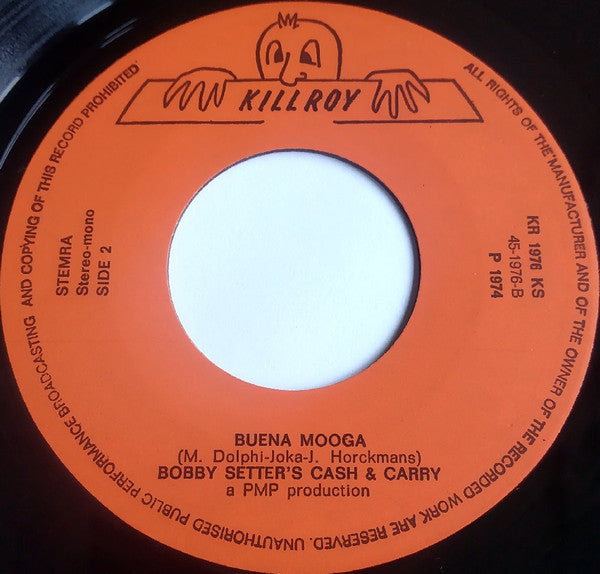 KILLROY
STEMRA
Stereo-mono
SIDE 2
KR 1976 KS
45-1976-B
P 1974
BUENA MOOGA
(M. Dolphi-Joka-J. Horckmans)
BOBBY SETTER'S CASH & CARRY
a PMP production
ALL RIGHTS OF THE MANUFACTURER AND OF THE OWNER OF THE RECORDED WORK ARE RESERVED. UNAUTHORISED PUBLIC PERFORMANCE BROADCASTING AND COPYING OF THIS RECORD PROHIBITED